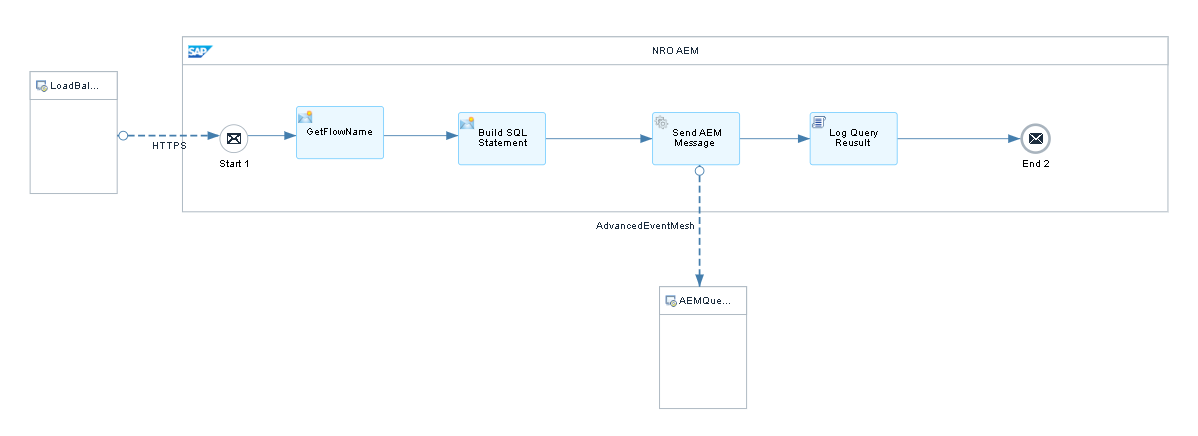 SAP
NRO AEM
LoadBal...
HTTPS
Start 1
GetFlowName
Build SQL
Statement
Send AEM
Message
Log Query
Reusult
End 2
AdvancedEventMesh
AEMQue...